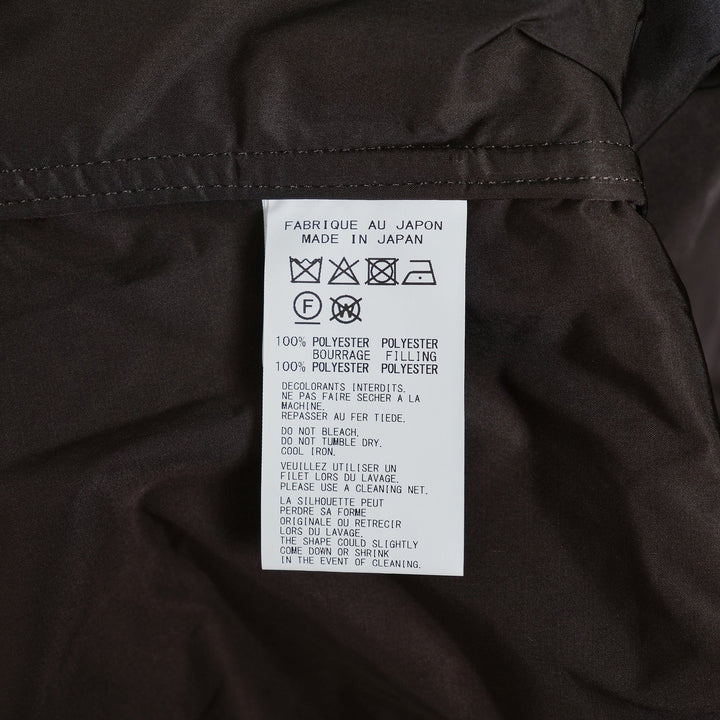 FABRIQUE AU JAPON
MADE IN JAPAN
F W
100% POLYESTER POLYESTER
BOURRAGE FILLING
100% POLYESTER POLYESTER
DECOLORANTS INTERDITS.
NE PAS FAIRE SECHER A LA
MACHINE.
REPASSER AU FER TIEDE.
DO NOT BLEACH.
DO NOT TUMBLE DRY.
COOL IRON.
VEUILLEZ UTILISER UN
FILET LORS DU LAVAGE.
PLEASE USE A CLEANING NET.
LA SILHOUETTE PEUT
PERDRE SA FORME
ORIGINALE OU RETRECIR
LORS DU LAVAGE.
THE SHAPE COULD SLIGHTLY
COME DOWN OR SHRINK
IN THE EVENT OF CLEANING.